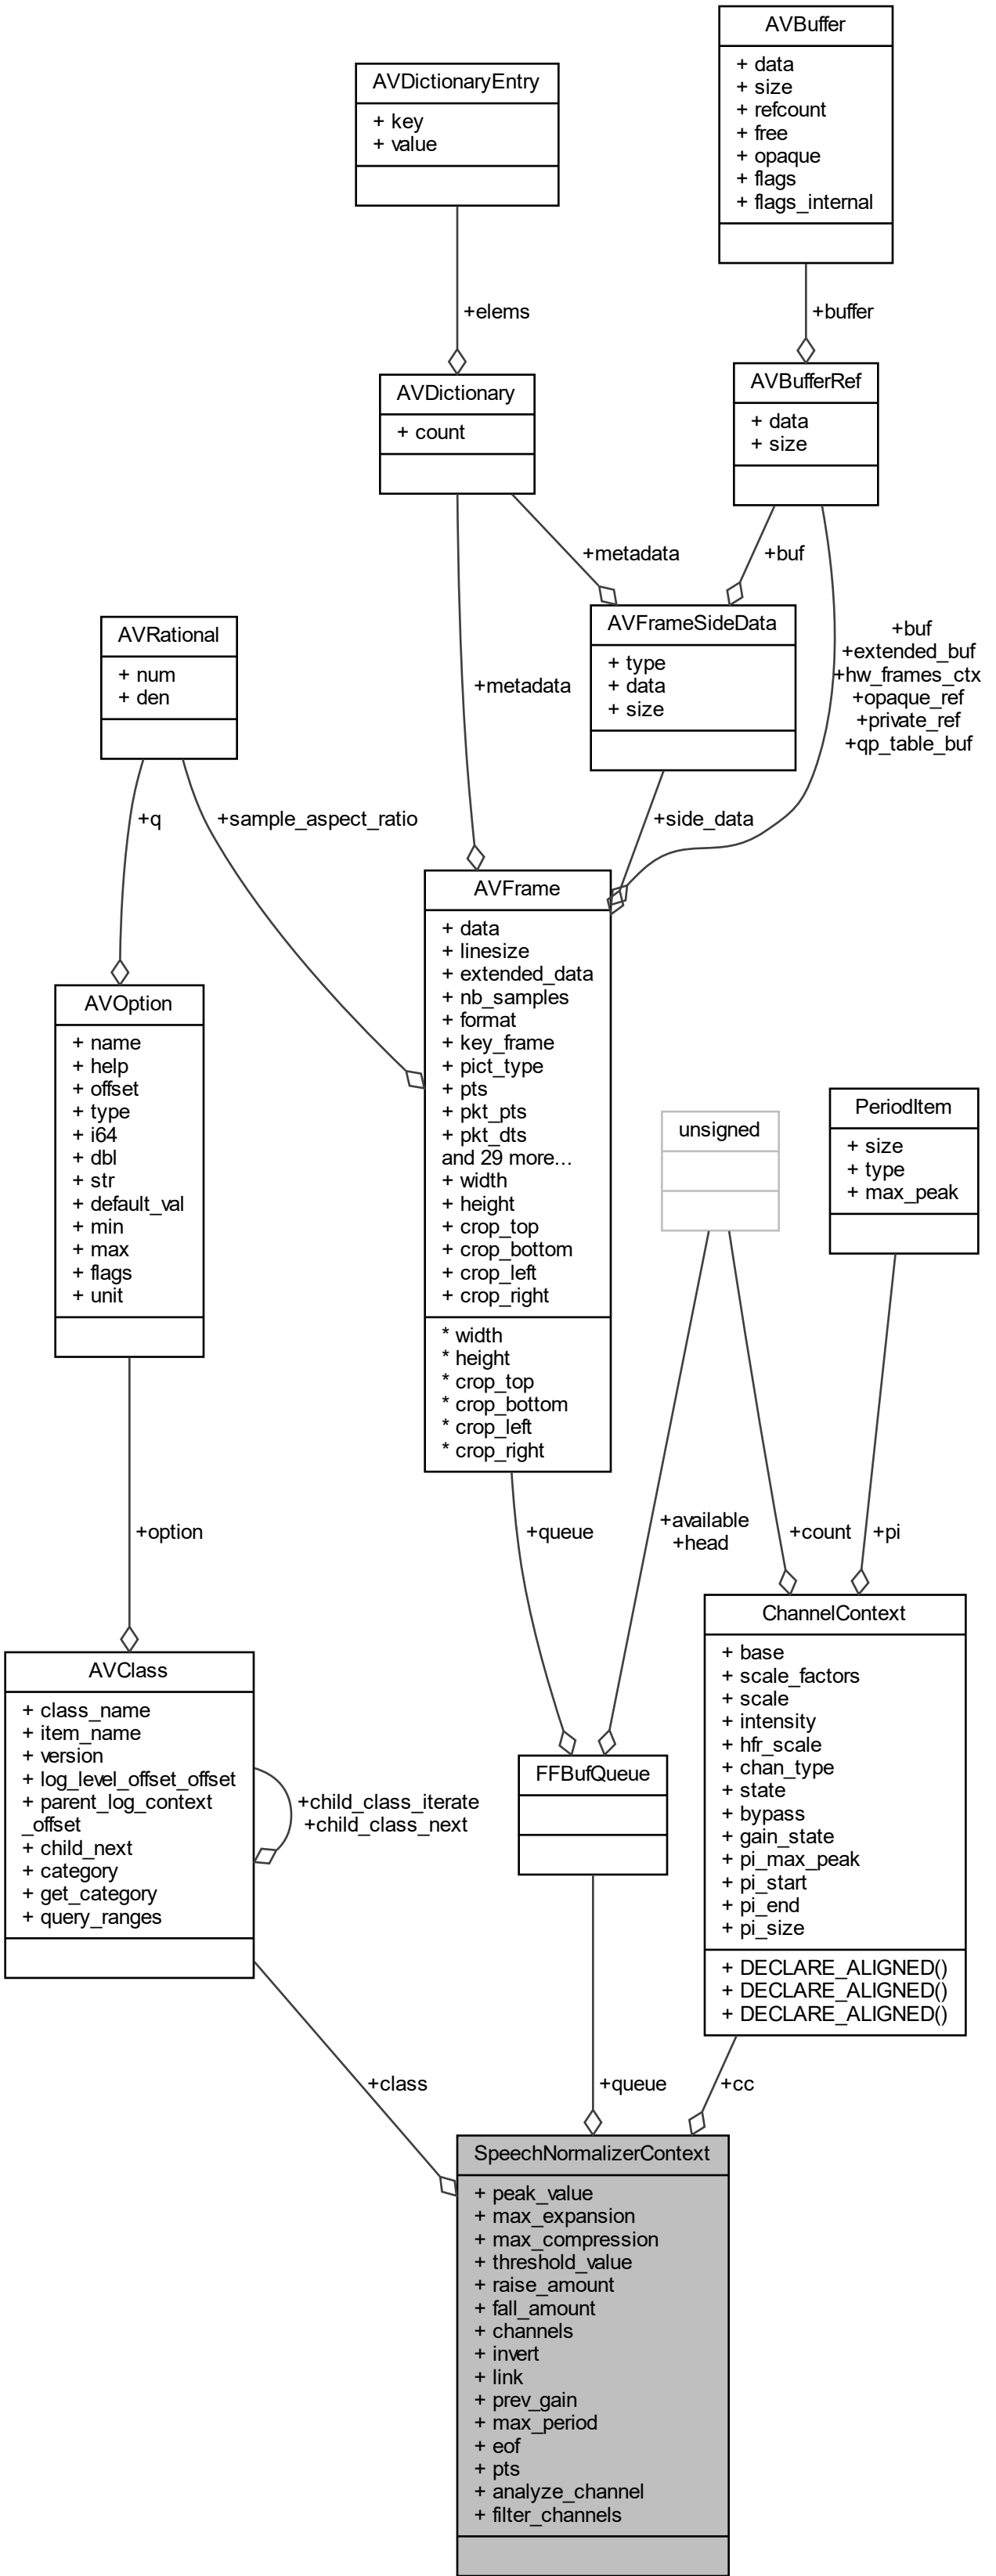 AVBuffer
+ data
+ size
+ refcount
+ free
+ opaque
+ flags
+ flags_internal
AVDictionaryEntry
+ key
+ value
+elems
+buffer
AVDictionary
+ count
AVBufferRef
+ data
+ size
+metadata
+buf
AVFrameSideData
+ type
+ data
+ size
+buf
+extended_buf
+hw_frames_ctx
+opaque_ref
+private_ref
+qp_table_buf
AVRational
+ num
+ den
+metadata
+q
+sample_aspect_ratio
+side_data
AVFrame
+ data
+ linesize
+ extended_data
+ nb_samples
+ format
+ key_frame
+ pict_type
+ pts
+ pkt_pts
+ pkt_dts
and 29 more...
+ width
+ height
+ crop_top
+ crop_bottom
+ crop_left
+ crop_right
* width
* height
* crop_top
* crop_bottom
* crop_left
* crop_right
AVOption
+ name
+ help
+ offset
+ type
+ i64
+ dbl
+ str
+ default_val
+ min
+ max
+ flags
+ unit
unsigned
PeriodItem
+ size
+ type
+ max_peak
+option
+queue
+available
+head
+count
+pi
AVClass
+ class_name
+ item_name
+ version
+ log_level_offset_offset
+ parent_log_context
_offset
+ child_next
+ category
+ get_category
+ query_ranges
+child_class_iterate
+child_class_next
FFBufQueue
ChannelContext
+ base
+ scale_factors
+ scale
+ intensity
+ hfr_scale
+ chan_type
+ state
+ bypass
+ gain_state
+ pi_max_peak
+ pi_start
+ pi_end
+ pi_size
+ DECLARE_ALIGNED()
+ DECLARE_ALIGNED()
+ DECLARE_ALIGNED()
+class
+queue
+cc
SpeechNormalizerContext
+ peak_value
+ max_expansion
+ max_compression
+ threshold_value
+ raise_amount
+ fall_amount
+ channels
+ invert
+ link
+ prev_gain
+ max_period
+ eof
+ pts
+ analyze_channel
+ filter_channels